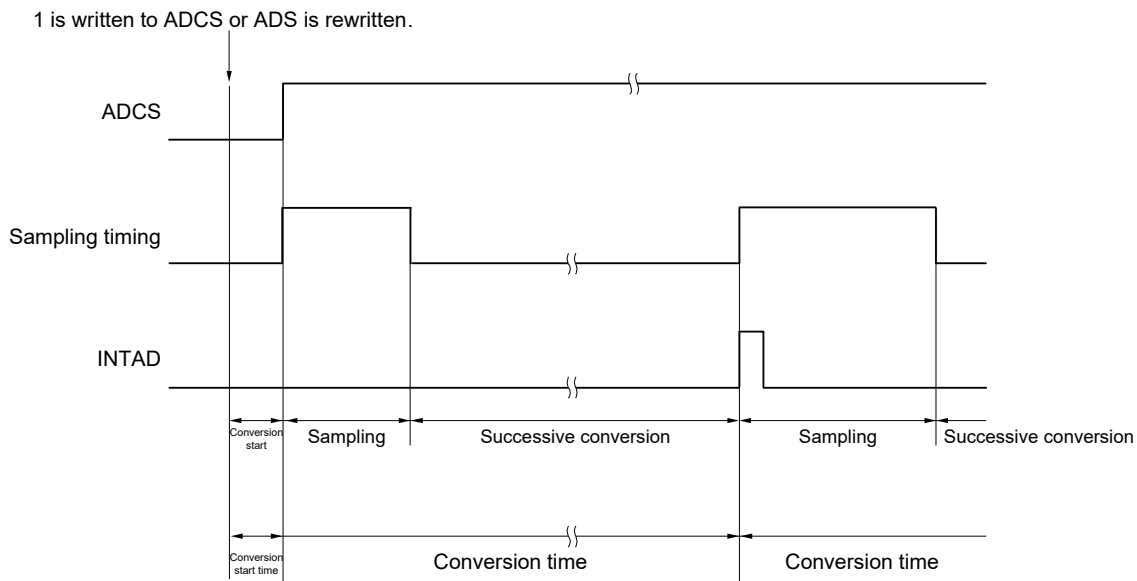 1 is written to ADCS or ADS is rewritten.
ADCS
Sampling timing
INTAD
Conversion
start
Sampling
Successive conversion
Sampling
Successive conversion
Conversion
start time
Conversion time
Conversion time